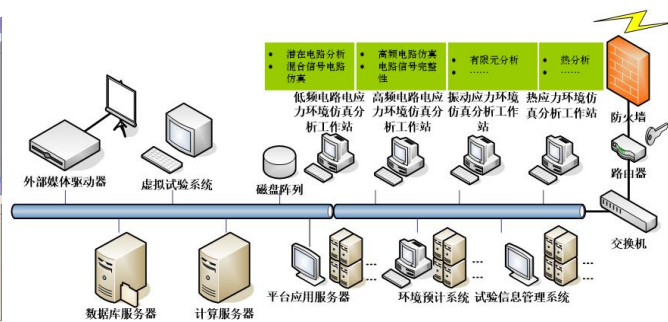 潜在电路分析
混合信号电路
仿真
高频电路仿真
电路信号完整
性
有限元分析
……
热分析
……
低频电路电应
力环境仿真分
析工作站
高频电路电应
力环境仿真分
析工作站
振动应力环境
仿真分析工作
站
热应力环境仿
真分析工作站
防火墙
外部媒体驱动器
虚拟试验系统
磁盘阵列
路由器
交换机
数据库服务器
计算服务器
平台应用服务器
...
...
环境预计系统
...
...
试验信息管理系统
...
...